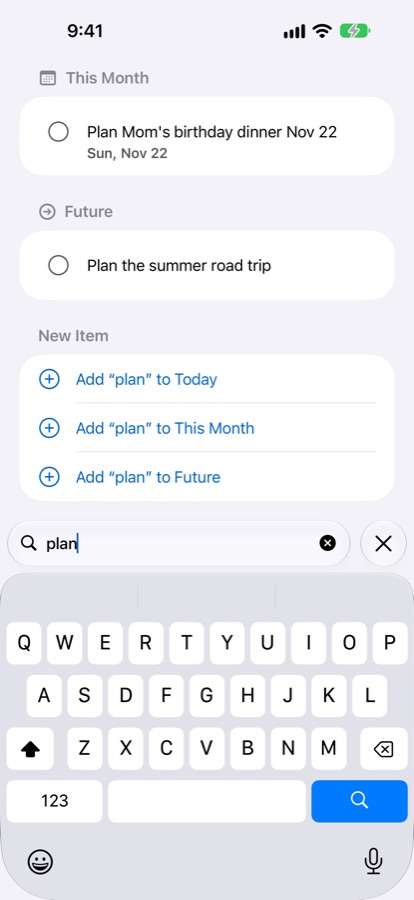 9:41
This Month
Plan Mom's birthday dinner Nov 22
Sun, Nov 22
Future
Plan the summer road trip
New Item
Add “plan” to Today
Add “plan” to This Month
Add “plan” to Future
plan
Q W E R T Y U I O P
A S D F G H J K L
Z X C V B N M
123